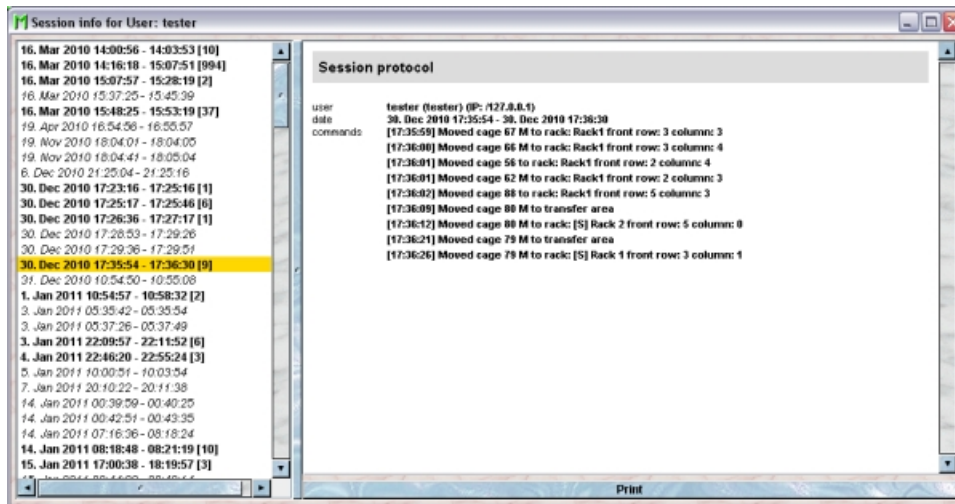 Session info for User: tester
16. Mar 2010 14:00:56 - 14:03:53 [10]
16. Mar 2010 14:16:18 - 15:07:51 [994]
16. Mar 2010 15:07:57 - 15:28:19 [2]
16. Mar 2010 15:37:25 - 15:45:39
16. Mar 2010 15:48:25 - 15:53:19 [37]
19. Apr 2010 16:54:56 - 16:55:57
19. Nov 2010 18:04:01 - 18:04:05
19. Nov 2010 18:04:41 - 18:05:04
6. Dec 2010 21:25:04 - 21:25:16
30. Dec 2010 17:23:16 - 17:25:16 [1]
30. Dec 2010 17:25:17 - 17:25:46 [6]
30. Dec 2010 17:26:36 - 17:27:17 [1]
30. Dec 2010 17:28:53 - 17:29:26
30. Dec 2010 17:29:36 - 17:29:51
30. Dec 2010 17:35:54 - 17:36:30 [9]
31. Dec 2010 10:54:50 - 10:55:08
1. Jan 2011 10:54:57 - 10:58:32 [2]
3. Jan 2011 05:35:42 - 05:35:54
3. Jan 2011 05:37:26 - 05:37:49
3. Jan 2011 22:09:57 - 22:11:52 [6]
4. Jan 2011 22:46:20 - 22:55:24 [3]
5. Jan 2011 10:00:51 - 10:03:54
7. Jan 2011 20:10:22 - 20:11:38
14. Jan 2011 00:39:59 - 00:40:25
14. Jan 2011 00:42:51 - 00:43:35
14. Jan 2011 07:16:36 - 08:18:24
14. Jan 2011 08:18:48 - 08:21:19 [10]
15. Jan 2011 17:00:38 - 18:19:57 [3]
Session protocol
user tester (tester) (IP: /127.0.0.1)
date 30. Dec 2010 17:35:54 - 30. Dec 2010 17:36:30
commands [17:35:59] Moved cage 67 M to rack: Rack1 front row: 3 column: 3
[17:36:00] Moved cage 66 M to rack: Rack1 front row: 3 column: 4
[17:36:01] Moved cage 56 to rack: Rack1 front row: 2 column: 4
[17:36:01] Moved cage 62 M to rack: Rack1 front row: 2 column: 3
[17:36:02] Moved cage 88 to rack: Rack1 front row: 5 column: 3
[17:36:09] Moved cage 80 M to transfer area
[17:36:12] Moved cage 80 M to rack: [S] Rack 2 front row: 5 column: 0
[17:36:21] Moved cage 79 M to transfer area
[17:36:26] Moved cage 79 M to rack: [S] Rack 1 front row: 3 column: 1
Print